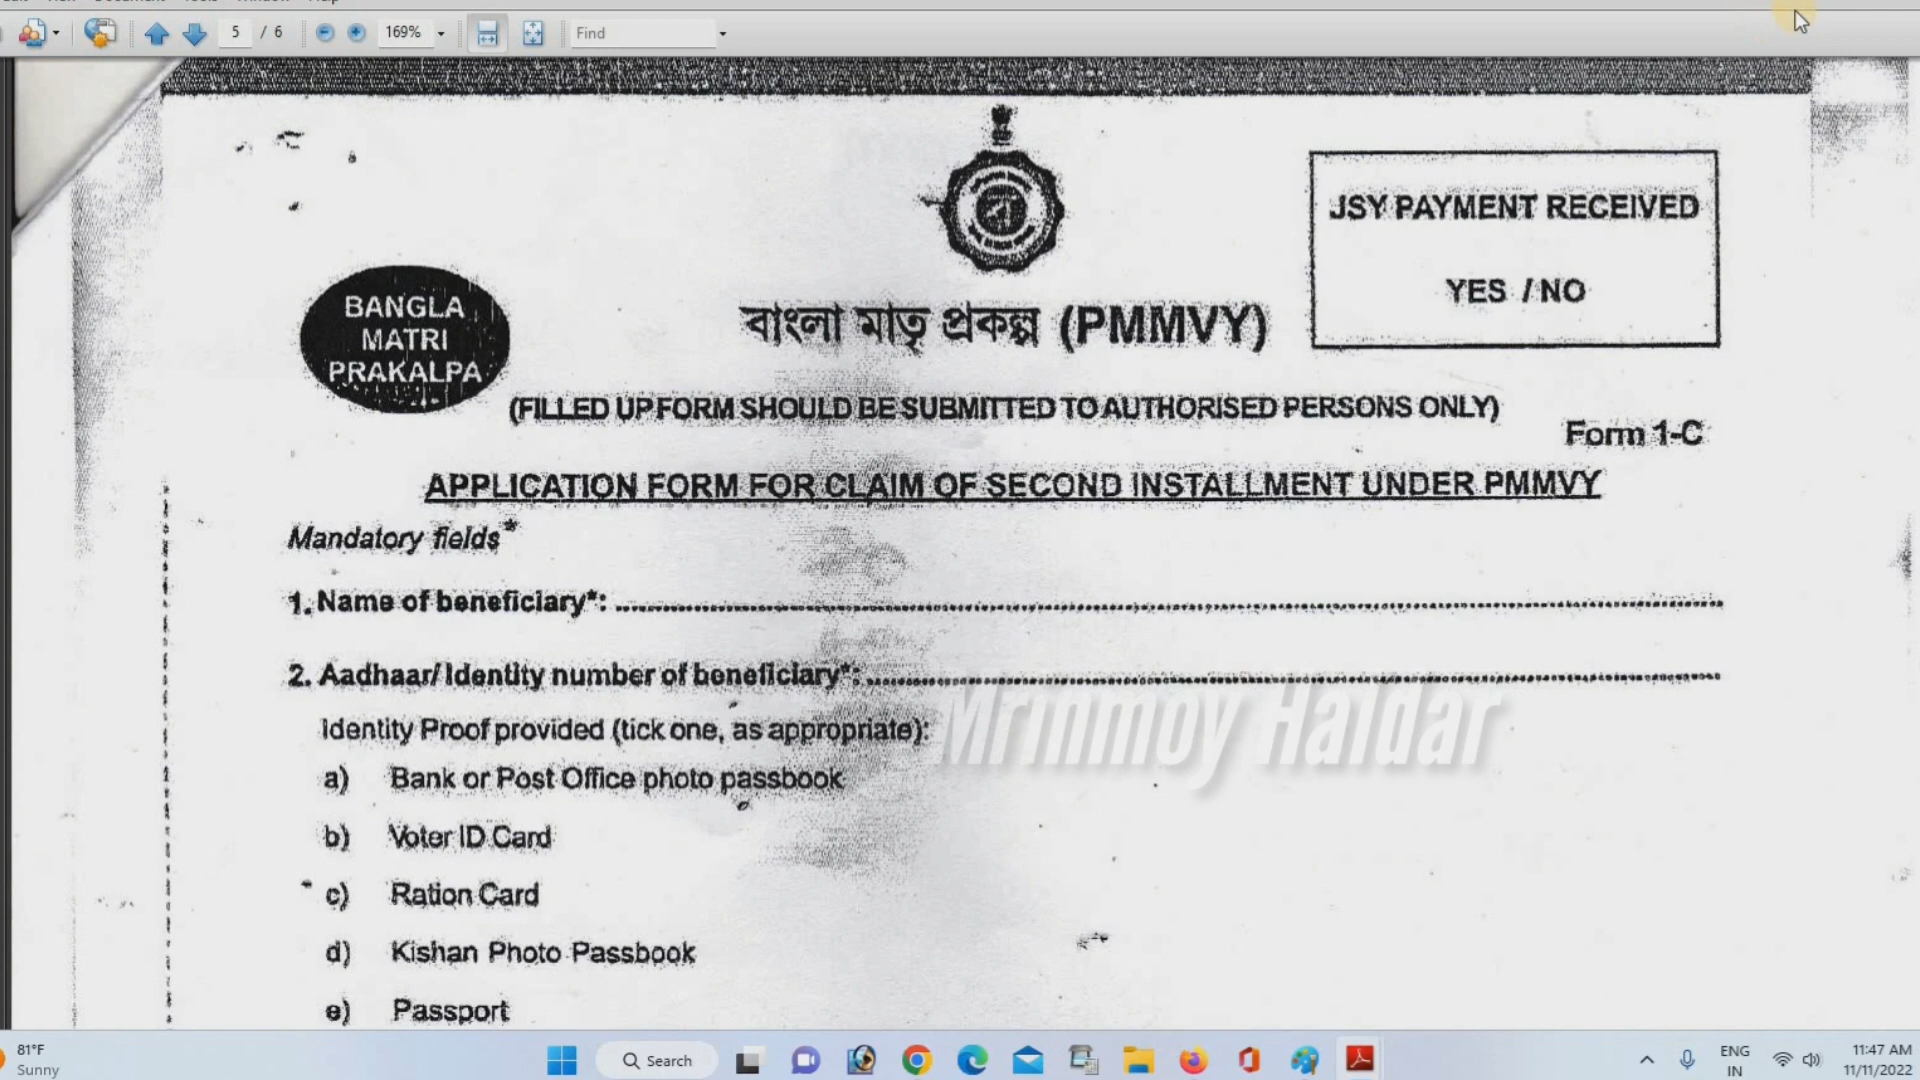 5 / 6
169%
Find
JSY PAYMENT RECEIVED
YES / NO
BANGLA
MATRI
PRAKALPA
বাংলা মাতৃ প্রকল্প (PMMVY)
(FILLED UP FORM SHOULD BE SUBMITTED TO AUTHORISED PERSONS ONLY)
Form 1-C
APPLICATION FORM FOR CLAIM OF SECOND INSTALLMENT UNDER PMMVY
Mandatory fields*
1. Name of beneficiary*:
2. Aadhaar/ Identity number of beneficiary*:
Mrinmoy Haldar
Identity Proof provided (tick one, as appropriate):
a) Bank or Post Office photo passbook
b) Voter ID Card
c) Ration Card
d) Kishan Photo Passbook
e) Passport
81°F
Sunny
Search
ENG
IN
11:47 AM
11/11/2022